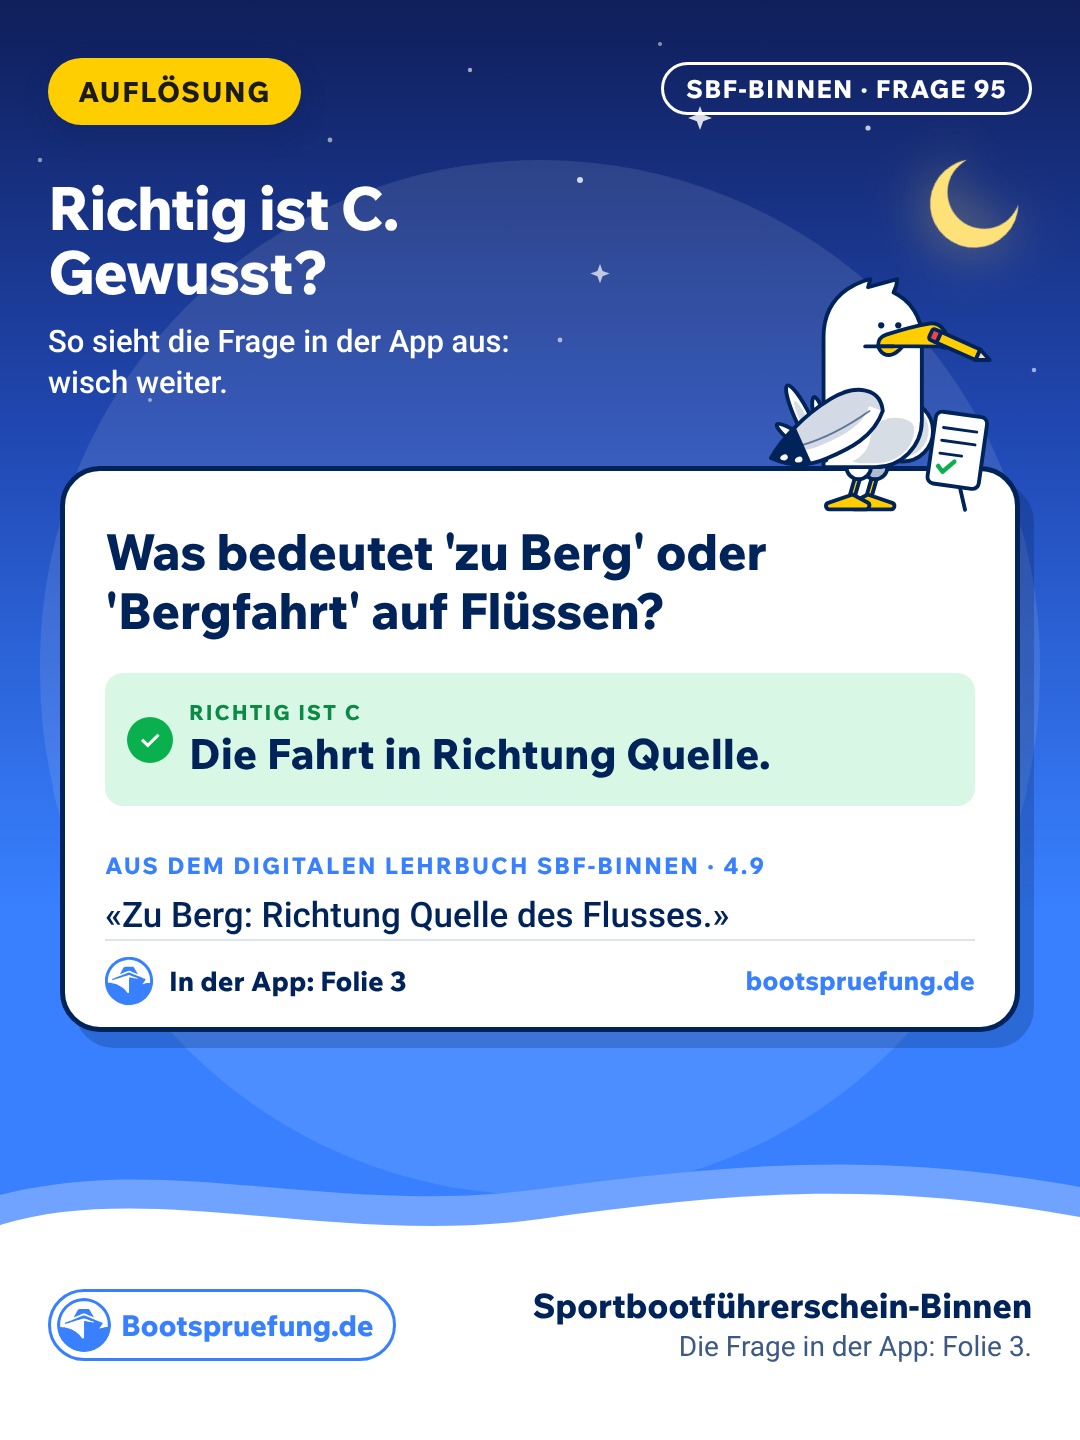 AUFLÖSUNG
SBF-BINNEN · FRAGE 95
Richtig ist C.
Gewusst?
So sieht die Frage in der App aus:
wisch weiter.
Was bedeutet 'zu Berg' oder
'Bergfahrt' auf Flüssen?
RICHTIG IST C
Die Fahrt in Richtung Quelle.
AUS DEM DIGITALEN LEHRBUCH SBF-BINNEN · 4.9
«Zu Berg: Richtung Quelle des Flusses.»
In der App: Folie 3
bootspruefung.de
Bootspruefung.de
Sportbootführerschein-Binnen
Die Frage in der App: Folie 3.